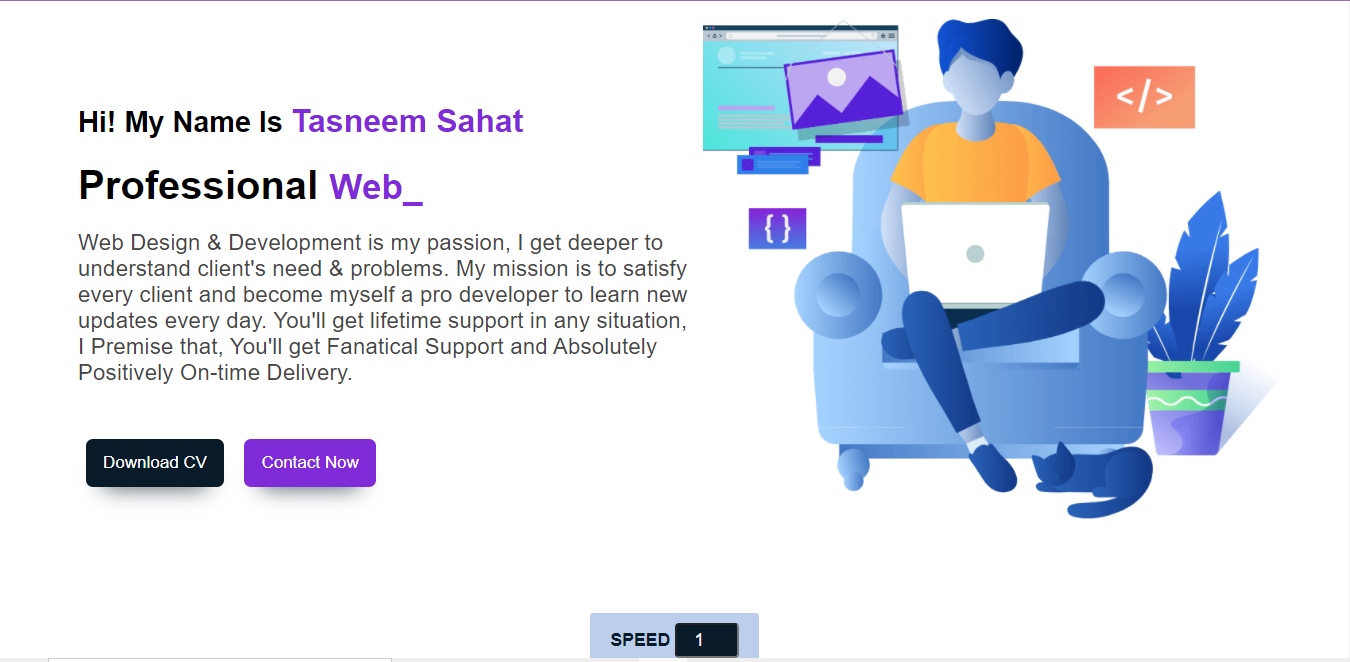 Hi! My Name Is Tasneem Sahat
Professional Web_
Web Design & Development is my passion, I get deeper to
understand client's need & problems. My mission is to satisfy
every client and become myself a pro developer to learn new
updates every day. You'll get lifetime support in any situation,
I Premise that, You'll get Fanatical Support and Absolutely
Positively On-time Delivery.
Download CV
Contact Now
</>
{ }
SPEED 1